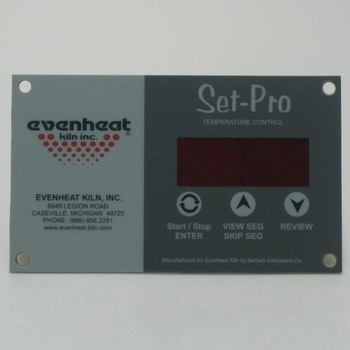 evenheat®
kiln inc.
EVENHEAT KILN, INC.
6949 LEGION ROAD
CASEVILLE, MICHIGAN 48725
PHONE: (989) 856.2281
www.evenheat-kiln.com
Set-Pro
TEMPERATURE CONTROL
Start / Stop
ENTER
VIEW SEG
SKIP SEG
REVIEW
Manufactured for Evenheat Kiln by Bartlett Instrument Co.